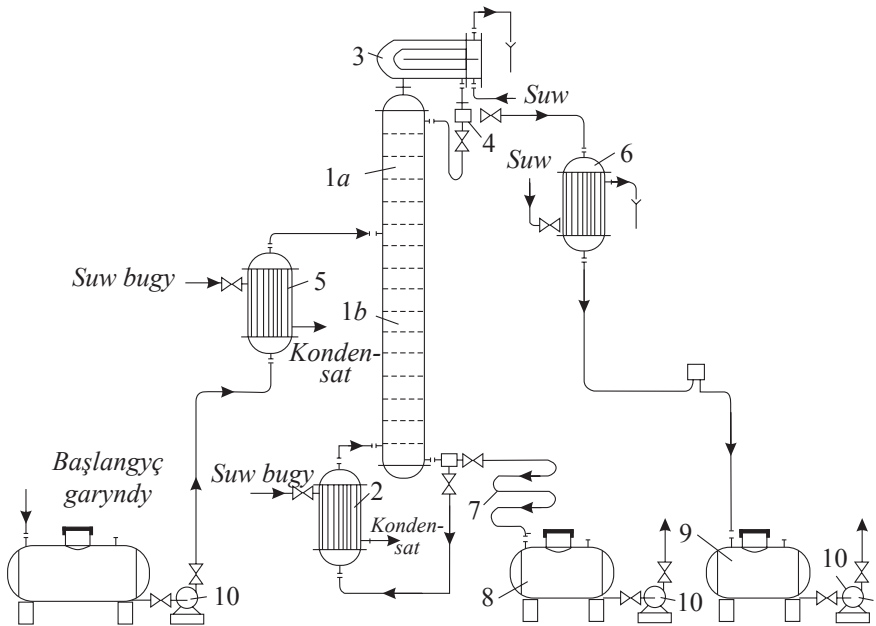 3
Suw
4
Suw
6
1a
Suw bugy
5
1b
Konden-
sat
Başlangyç
garyndy
Suw bugy
2
Konden-
sat
7
9
10
10
8
10